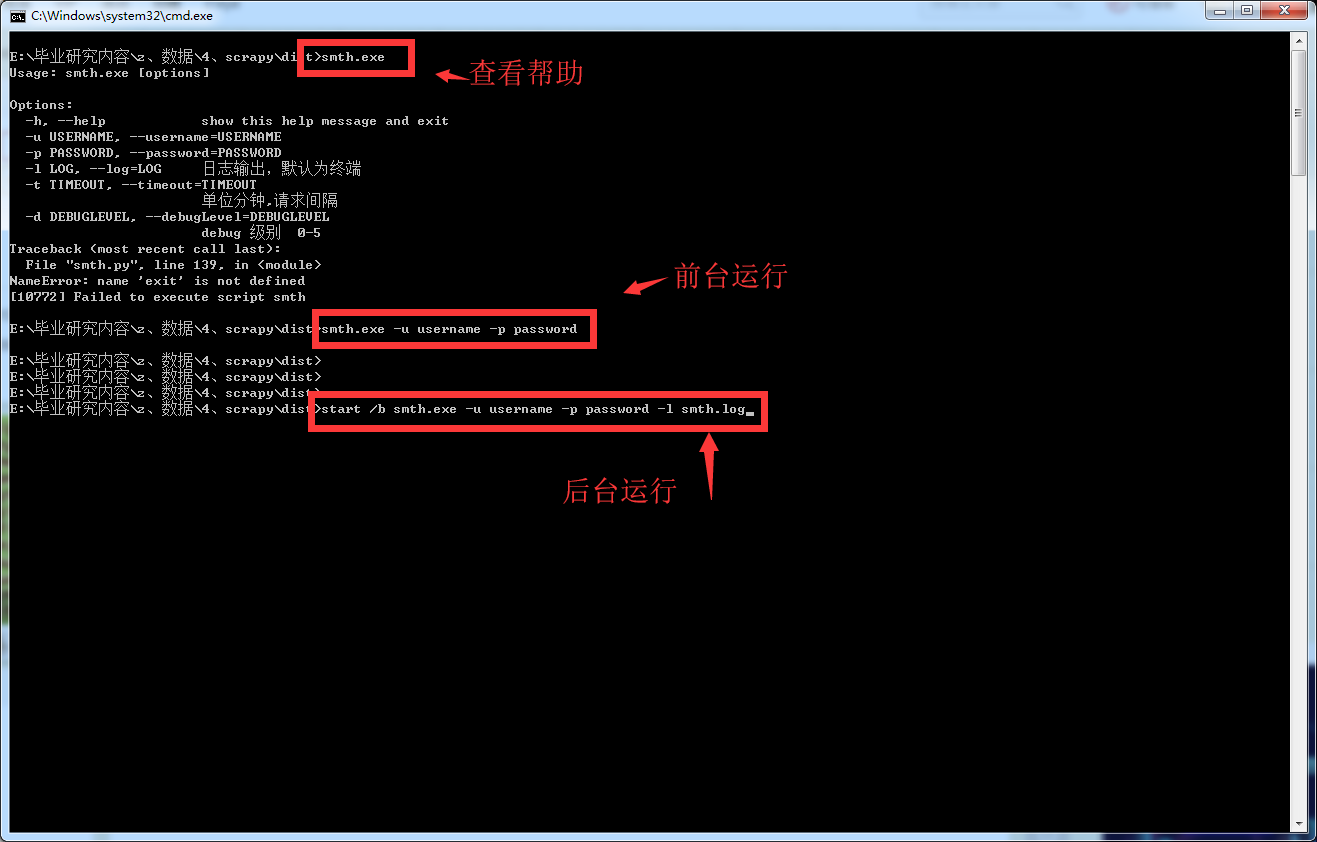 C:\Windows\system32\cmd.exe
E:\毕业研究内容\z、数据\4、scrapy\dist>smth.exe
查看帮助
Usage: smth.exe [options]
Options:
-h, --help show this help message and exit
-u USERNAME, --username=USERNAME
-p PASSWORD, --password=PASSWORD
-l LOG, --log=LOG 日志输出，默认为终端
-t TIMEOUT, --timeout=TIMEOUT
单位分钟,请求间隔
-d DEBUGLEVEL, --debugLevel=DEBUGLEVEL
debug 级别 0-5
Traceback (most recent call last):
File "smth.py", line 139, in <module>
NameError: name 'exit' is not defined
[10772] Failed to execute script smth
前台运行
E:\毕业研究内容\z、数据\4、scrapy\dist>smth.exe -u username -p password
E:\毕业研究内容\z、数据\4、scrapy\dist>
E:\毕业研究内容\z、数据\4、scrapy\dist>
E:\毕业研究内容\z、数据\4、scrapy\dist>
E:\毕业研究内容\z、数据\4、scrapy\dist>start /b smth.exe -u username -p password -l smth.log_
后台运行